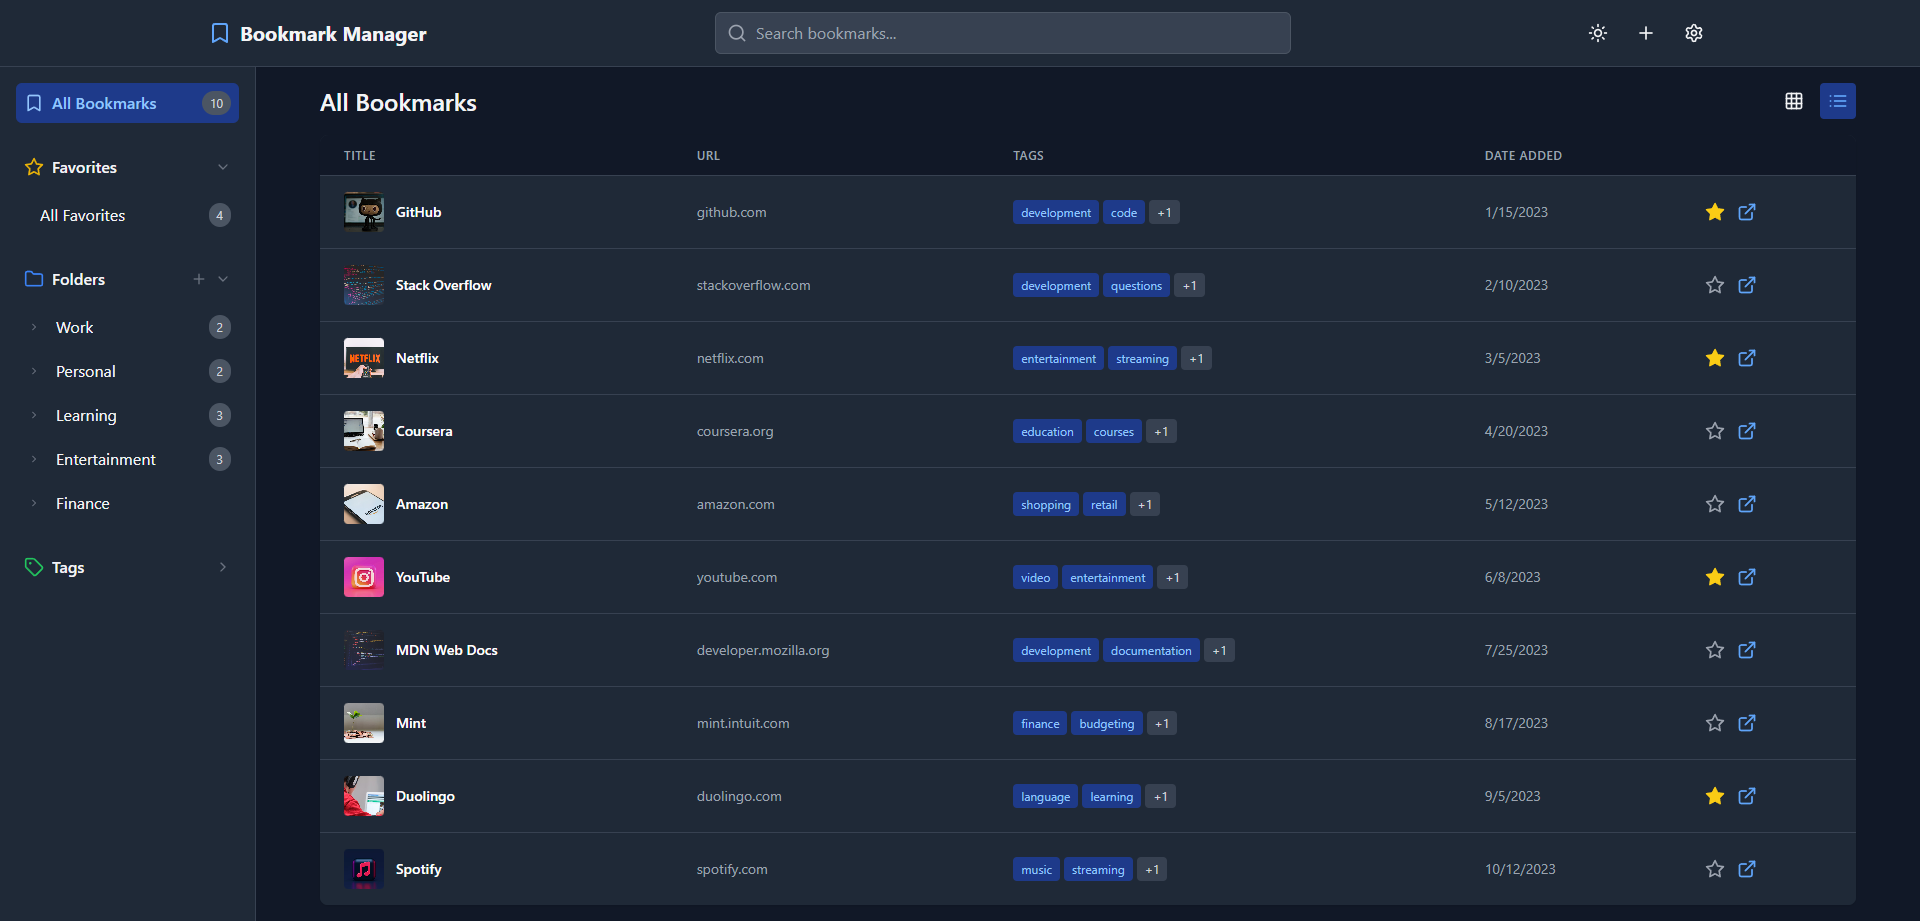 Bookmark Manager
Search bookmarks...
All Bookmarks 10
Favorites
All Favorites 4
Folders
Work 2
Personal 2
Learning 3
Entertainment 3
Finance
Tags
All Bookmarks
TITLE URL TAGS DATE ADDED
GitHub github.com development code +1 1/15/2023
Stack Overflow stackoverflow.com development questions +1 2/10/2023
NETFLIX
Netflix netflix.com entertainment streaming +1 3/5/2023
Coursera coursera.org education courses +1 4/20/2023
Amazon amazon.com shopping retail +1 5/12/2023
YouTube youtube.com video entertainment +1 6/8/2023
MDN Web Docs developer.mozilla.org development documentation +1 7/25/2023
Mint mint.intuit.com finance budgeting +1 8/17/2023
Duolingo duolingo.com language learning +1 9/5/2023
Spotify spotify.com music streaming +1 10/12/2023